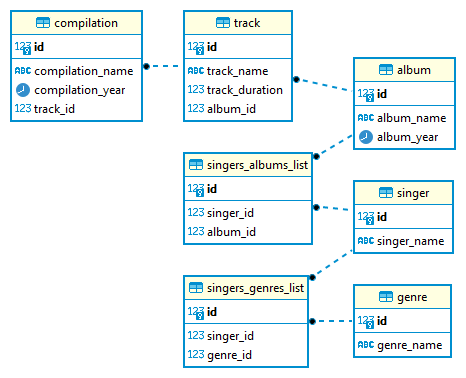 compilation
123 id
ABC compilation_name
compilation_year
123 track_id
track
123 id
ABC track_name
123 track_duration
123 album_id
album
123 id
ABC album_name
album_year
singers_albums_list
123 id
123 singer_id
123 album_id
singer
123 id
ABC singer_name
singers_genres_list
123 id
123 singer_id
123 genre_id
genre
123 id
ABC genre_name